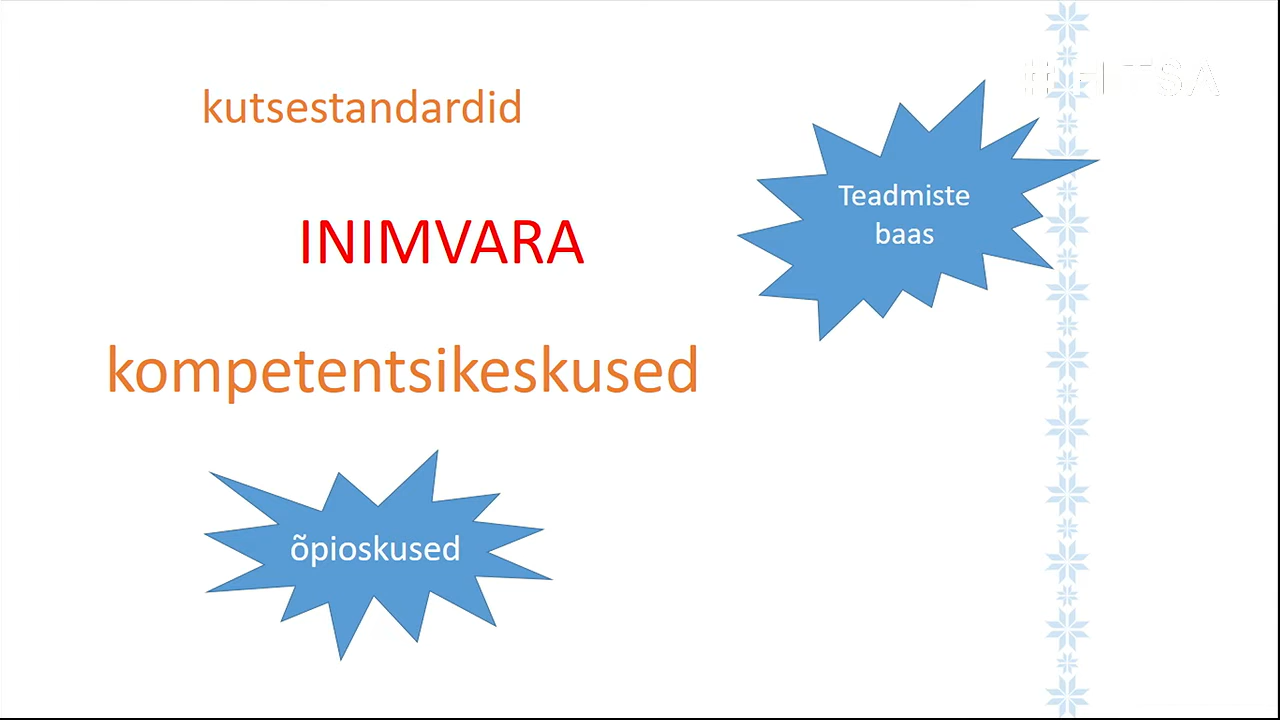 kutsestandardid
INIMVARA
Teadmiste
baas
kompetentsikeskused
õpioskused